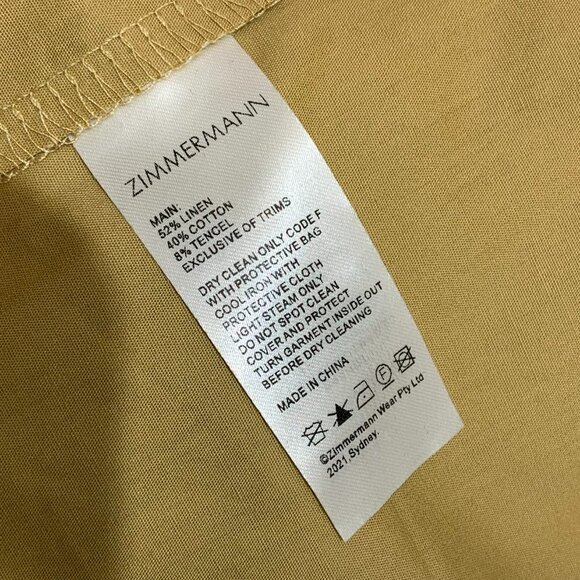 ZIMMERMANN
MAIN:
52% LINEN
40% COTTON
8% TENCEL
EXCLUSIVE OF TRIMS
DRY CLEAN ONLY CODE F
WITH PROTECTIVE BAG
COOL IRON WITH
PROTECTIVE CLOTH
LIGHT STEAM ONLY
DO NOT SPOT CLEAN
COVER AND PROTECT
TURN GARMENT INSIDE OUT
BEFORE DRY CLEANING
MADE IN CHINA
F
©Zimmermann Wear Pty Ltd
2021, Sydney.